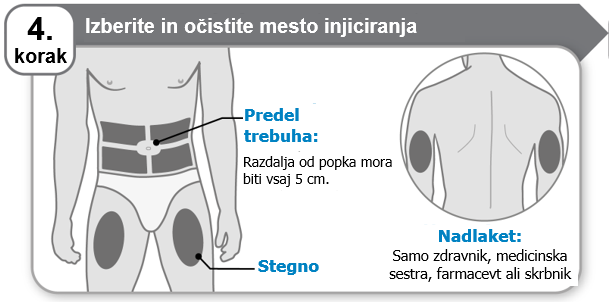 4.
korak
Izberite in očistite mesto injiciranja
Predel
trebuha:
Razdalja od popka mora
biti vsaj 5 cm.
Stegno
Nadlaket:
Samo zdravnik, medicinska
sestra, farmacevt ali skrbnik